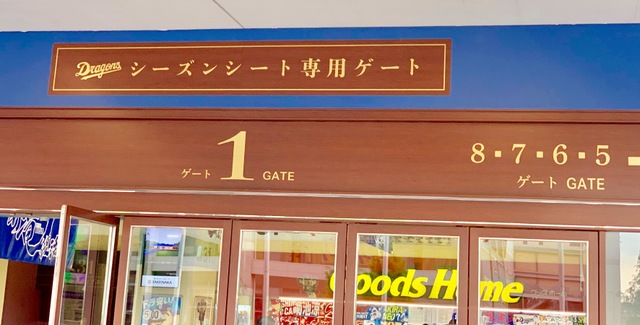 Dragons シーズンシート専用ゲート
ゲート 1 GATE
8・7・6・5
ゲート GATE
Goods Home